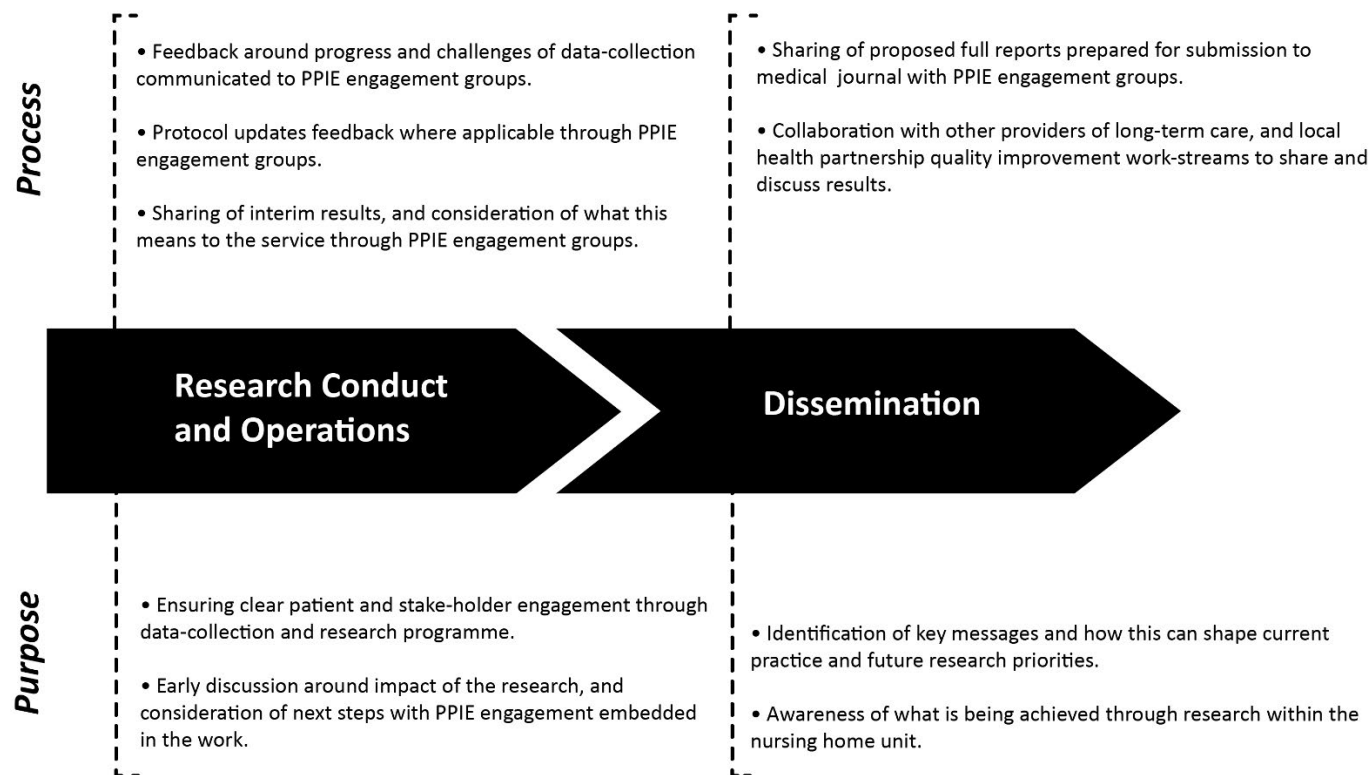 Process
• Feedback around progress and challenges of data-collection
communicated to PPIE engagement groups.
• Protocol updates feedback where applicable through PPIE
engagement groups.
• Sharing of interim results, and consideration of what this
means to the service through PPIE engagement groups.
• Sharing of proposed full reports prepared for submission to
medical journal with PPIE engagement groups.
• Collaboration with other providers of long-term care, and local
health partnership quality improvement work-streams to share and
discuss results.
Research Conduct
and Operations
Dissemination
Purpose
• Ensuring clear patient and stake-holder engagement through
data-collection and research programme.
• Early discussion around impact of the research, and
consideration of next steps with PPIE engagement embedded
in the work.
• Identification of key messages and how this can shape current
practice and future research priorities.
• Awareness of what is being achieved through research within the
nursing home unit.